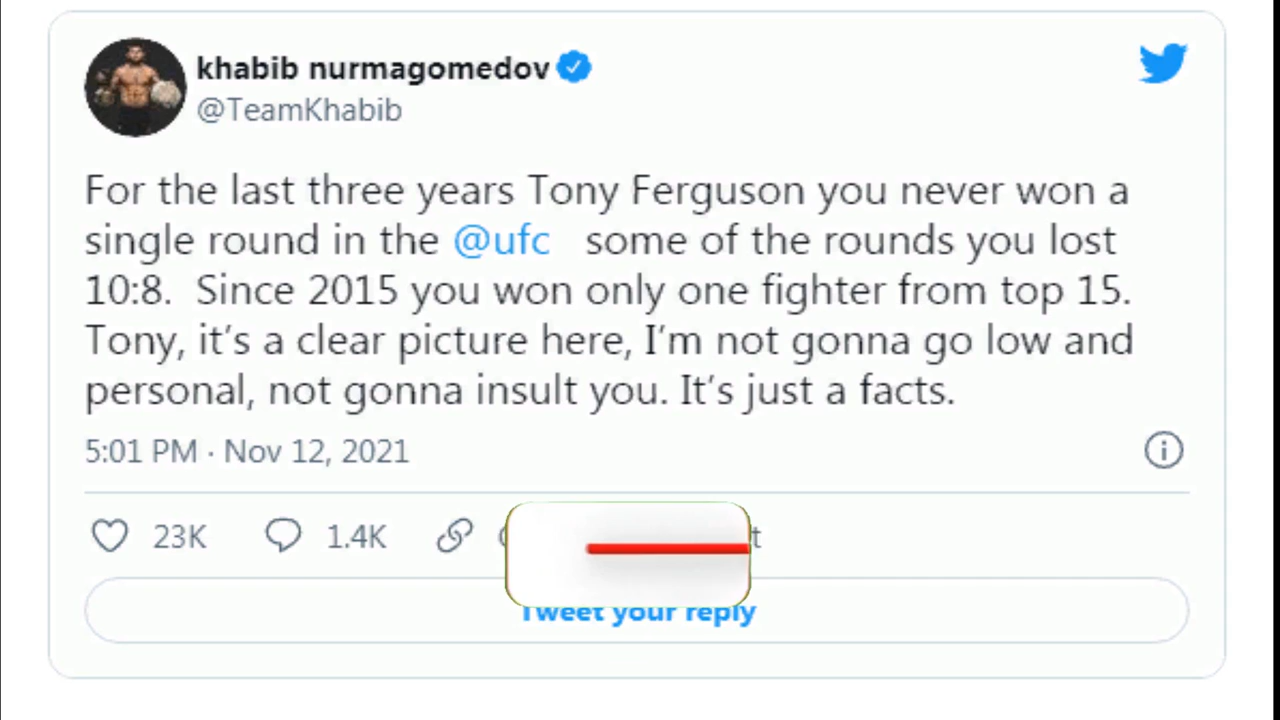 khabib nurmagomedov
@TeamKhabib
For the last three years Tony Ferguson you never won a
single round in the @ufc some of the rounds you lost
10:8. Since 2015 you won only one fighter from top 15.
Tony, it’s a clear picture here, I’m not gonna go low and
personal, not gonna insult you. It’s just a facts.
5:01 PM · Nov 12, 2021
23K 1.4K
Tweet your reply